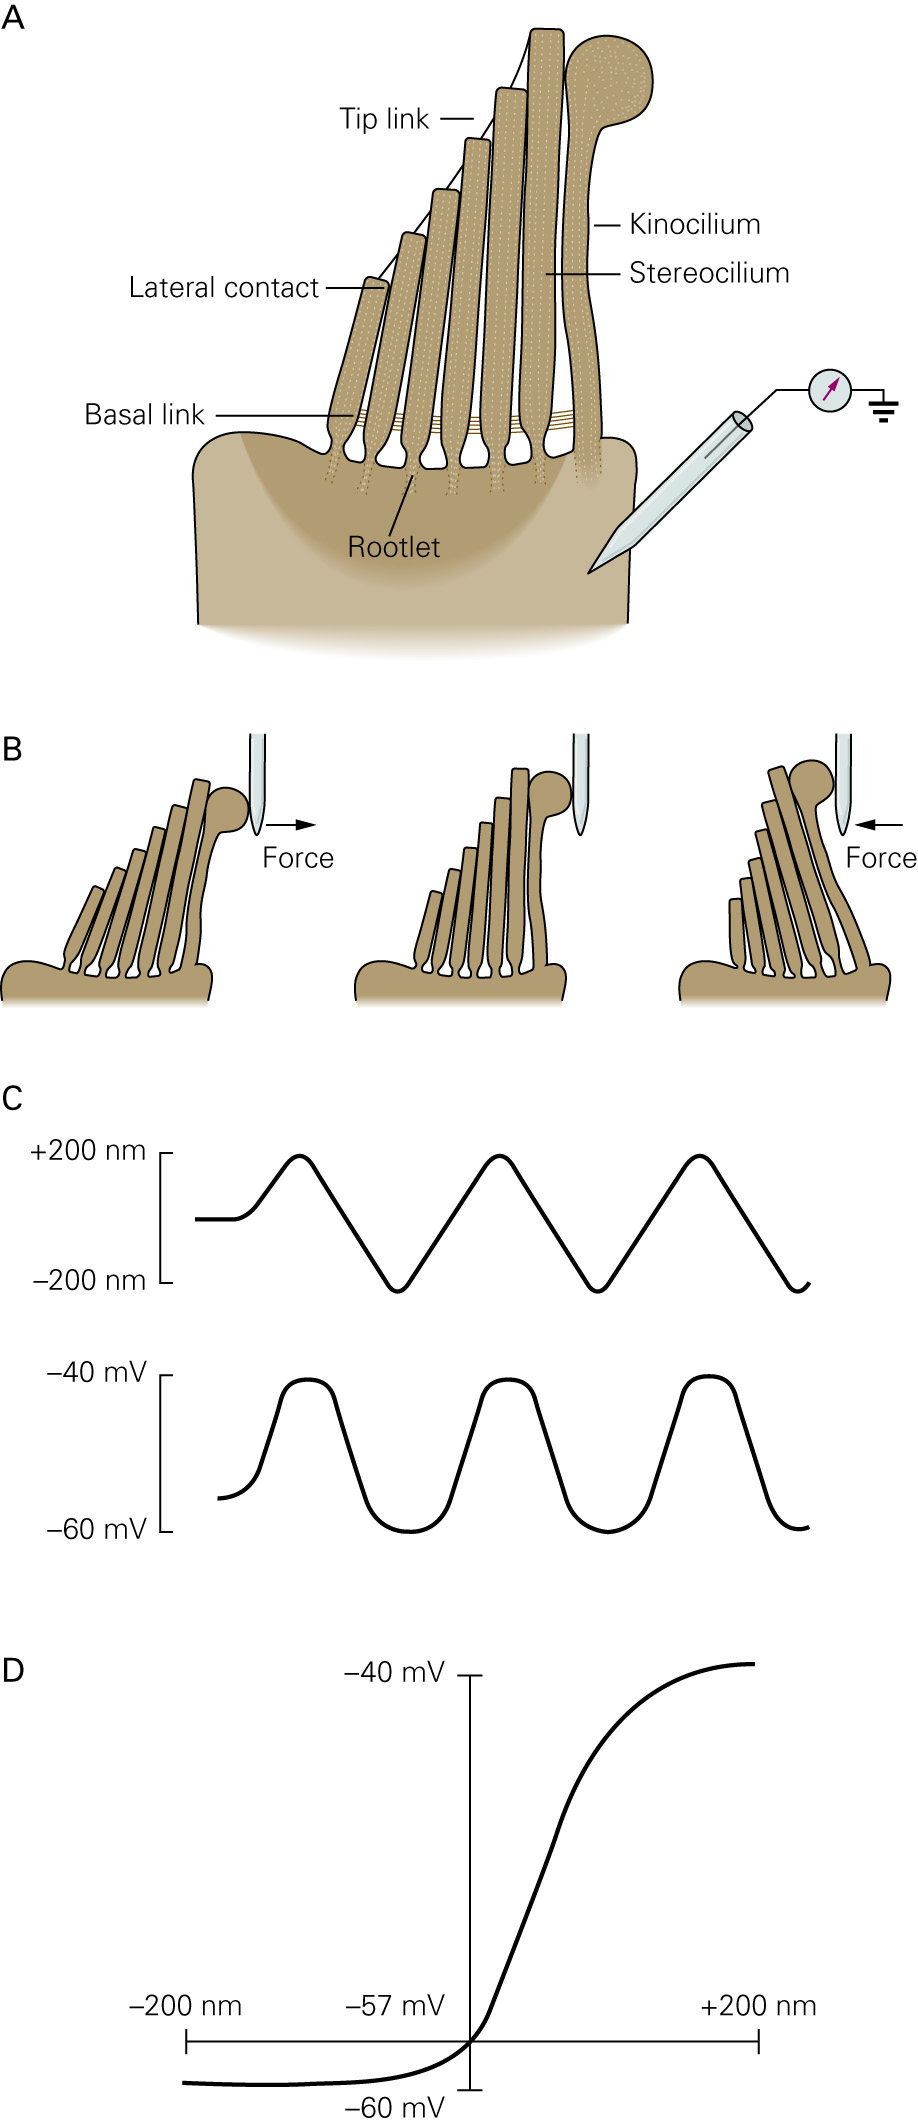 A
Tip link
Kinocilium
Stereocilium
Lateral contact
Basal link
Rootlet
B
Force
Force
C
+200 nm
–200 nm
–40 mV
–60 mV
D
–40 mV
–200 nm
–57 mV
+200 nm
–60 mV